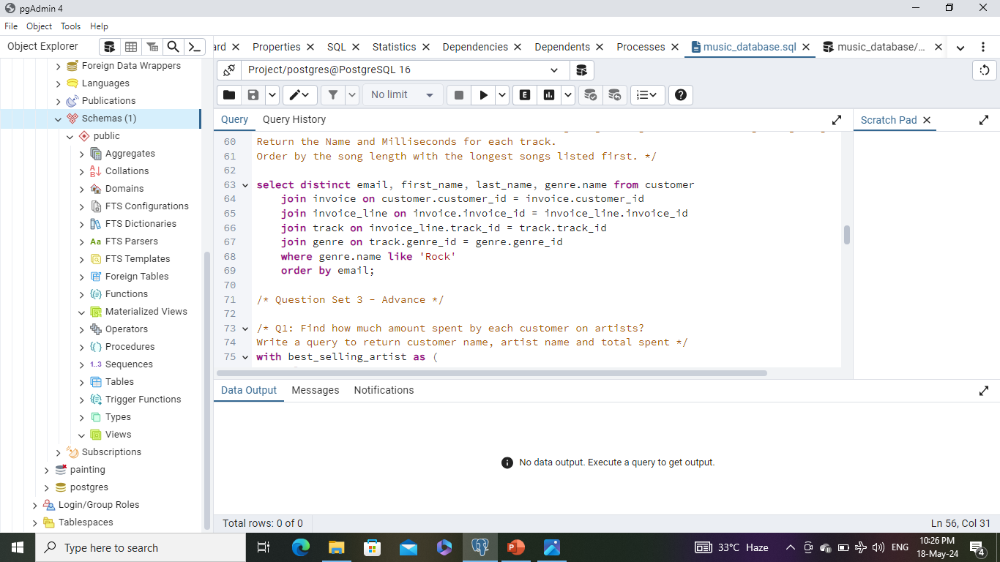 pgAdmin 4
File Object Tools Help
Object Explorer
ard Properties SQL Statistics Dependencies Dependents Processes music_database.sql music_database/...
Foreign Data Wrappers
Languages
Publications
Schemas (1)
public
Aggregates
Collations
Domains
FTS Configurations
FTS Dictionaries
FTS Parsers
FTS Templates
Foreign Tables
Functions
Materialized Views
Operators
Procedures
1..3 Sequences
Tables
Trigger Functions
Types
Views
Subscriptions
painting
postgres
Login/Group Roles
Tablespaces
Project/postgres@PostgreSQL 16
No limit
E
Query Query History
Scratch Pad
60 Return the Name and Milliseconds for each track.
61 Order by the song length with the longest songs listed first. */
62
63 select distinct email, first_name, last_name, genre.name from customer
64 join invoice on customer.customer_id = invoice.customer_id
65 join invoice_line on invoice.invoice_id = invoice_line.invoice_id
66 join track on invoice_line.track_id = track.track_id
67 join genre on track.genre_id = genre.genre_id
68 where genre.name like 'Rock'
69 order by email;
70
71 /* Question Set 3 - Advance */
72
73 /* Q1: Find how much amount spent by each customer on artists?
74 Write a query to return customer name, artist name and total spent */
75 with best_selling_artist as (
Data Output Messages Notifications
No data output. Execute a query to get output.
Total rows: 0 of 0
Ln 56, Col 31
Type here to search
33°C Haze
ENG
10:26 PM
18-May-24
4